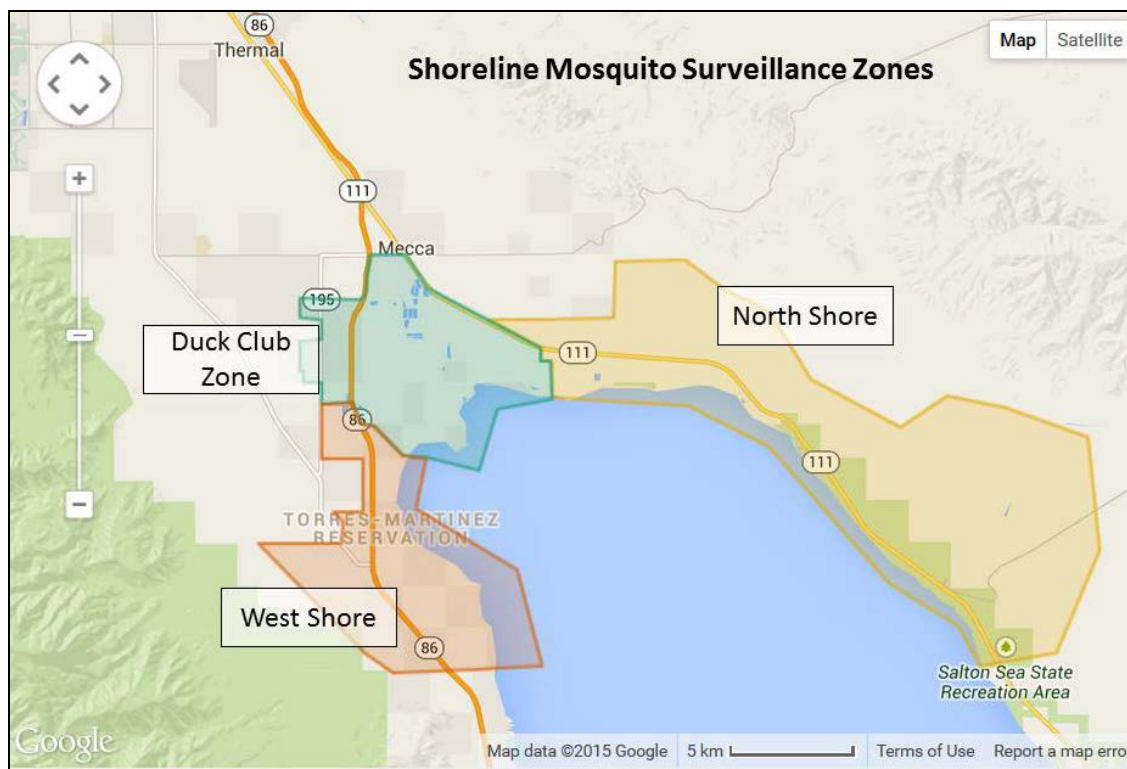 86
Thermal
Shoreline Mosquito Surveillance Zones
Map Satellite
111
Mecca
195
North Shore
Duck Club
Zone
111
86
111
TORRES-MARTINEZ
RESERVATION
West Shore
86
Salton Sea State
Recreation Area
Google
Map data ©2015 Google 5 km Terms of Use Report a map erro